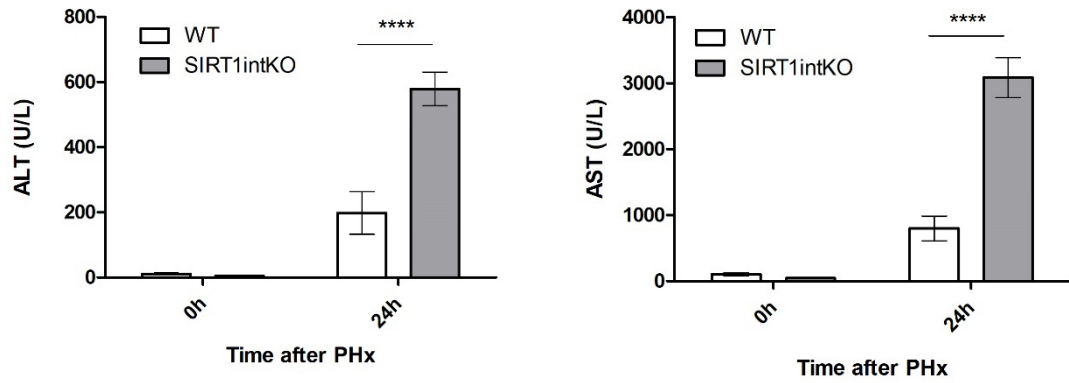 800
600
400
200
0
ALT (U/L)
WT
SIRT1intKO
****
0h
24h
Time after PHx
4000
3000
2000
1000
0
AST (U/L)
WT
SIRT1intKO
****
0h
24h
Time after PHx